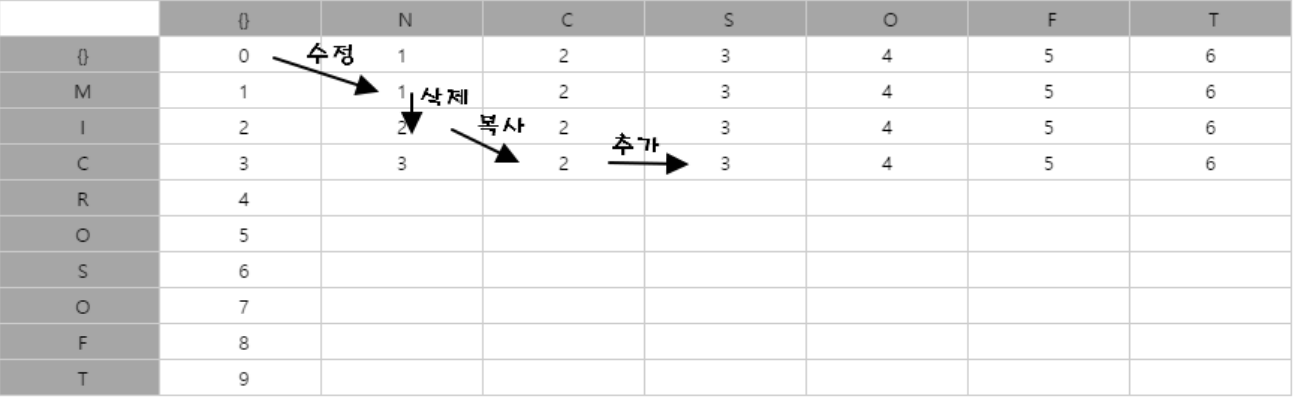 {} N C S O F T
{} 0 수정 1 2 3 4 5 6
M 1 1 삭제 2 3 4 5 6
I 2 2 복사 2 3 4 5 6
C 3 3 2 추가 3 4 5 6
R 4
O 5
S 6
O 7
F 8
T 9